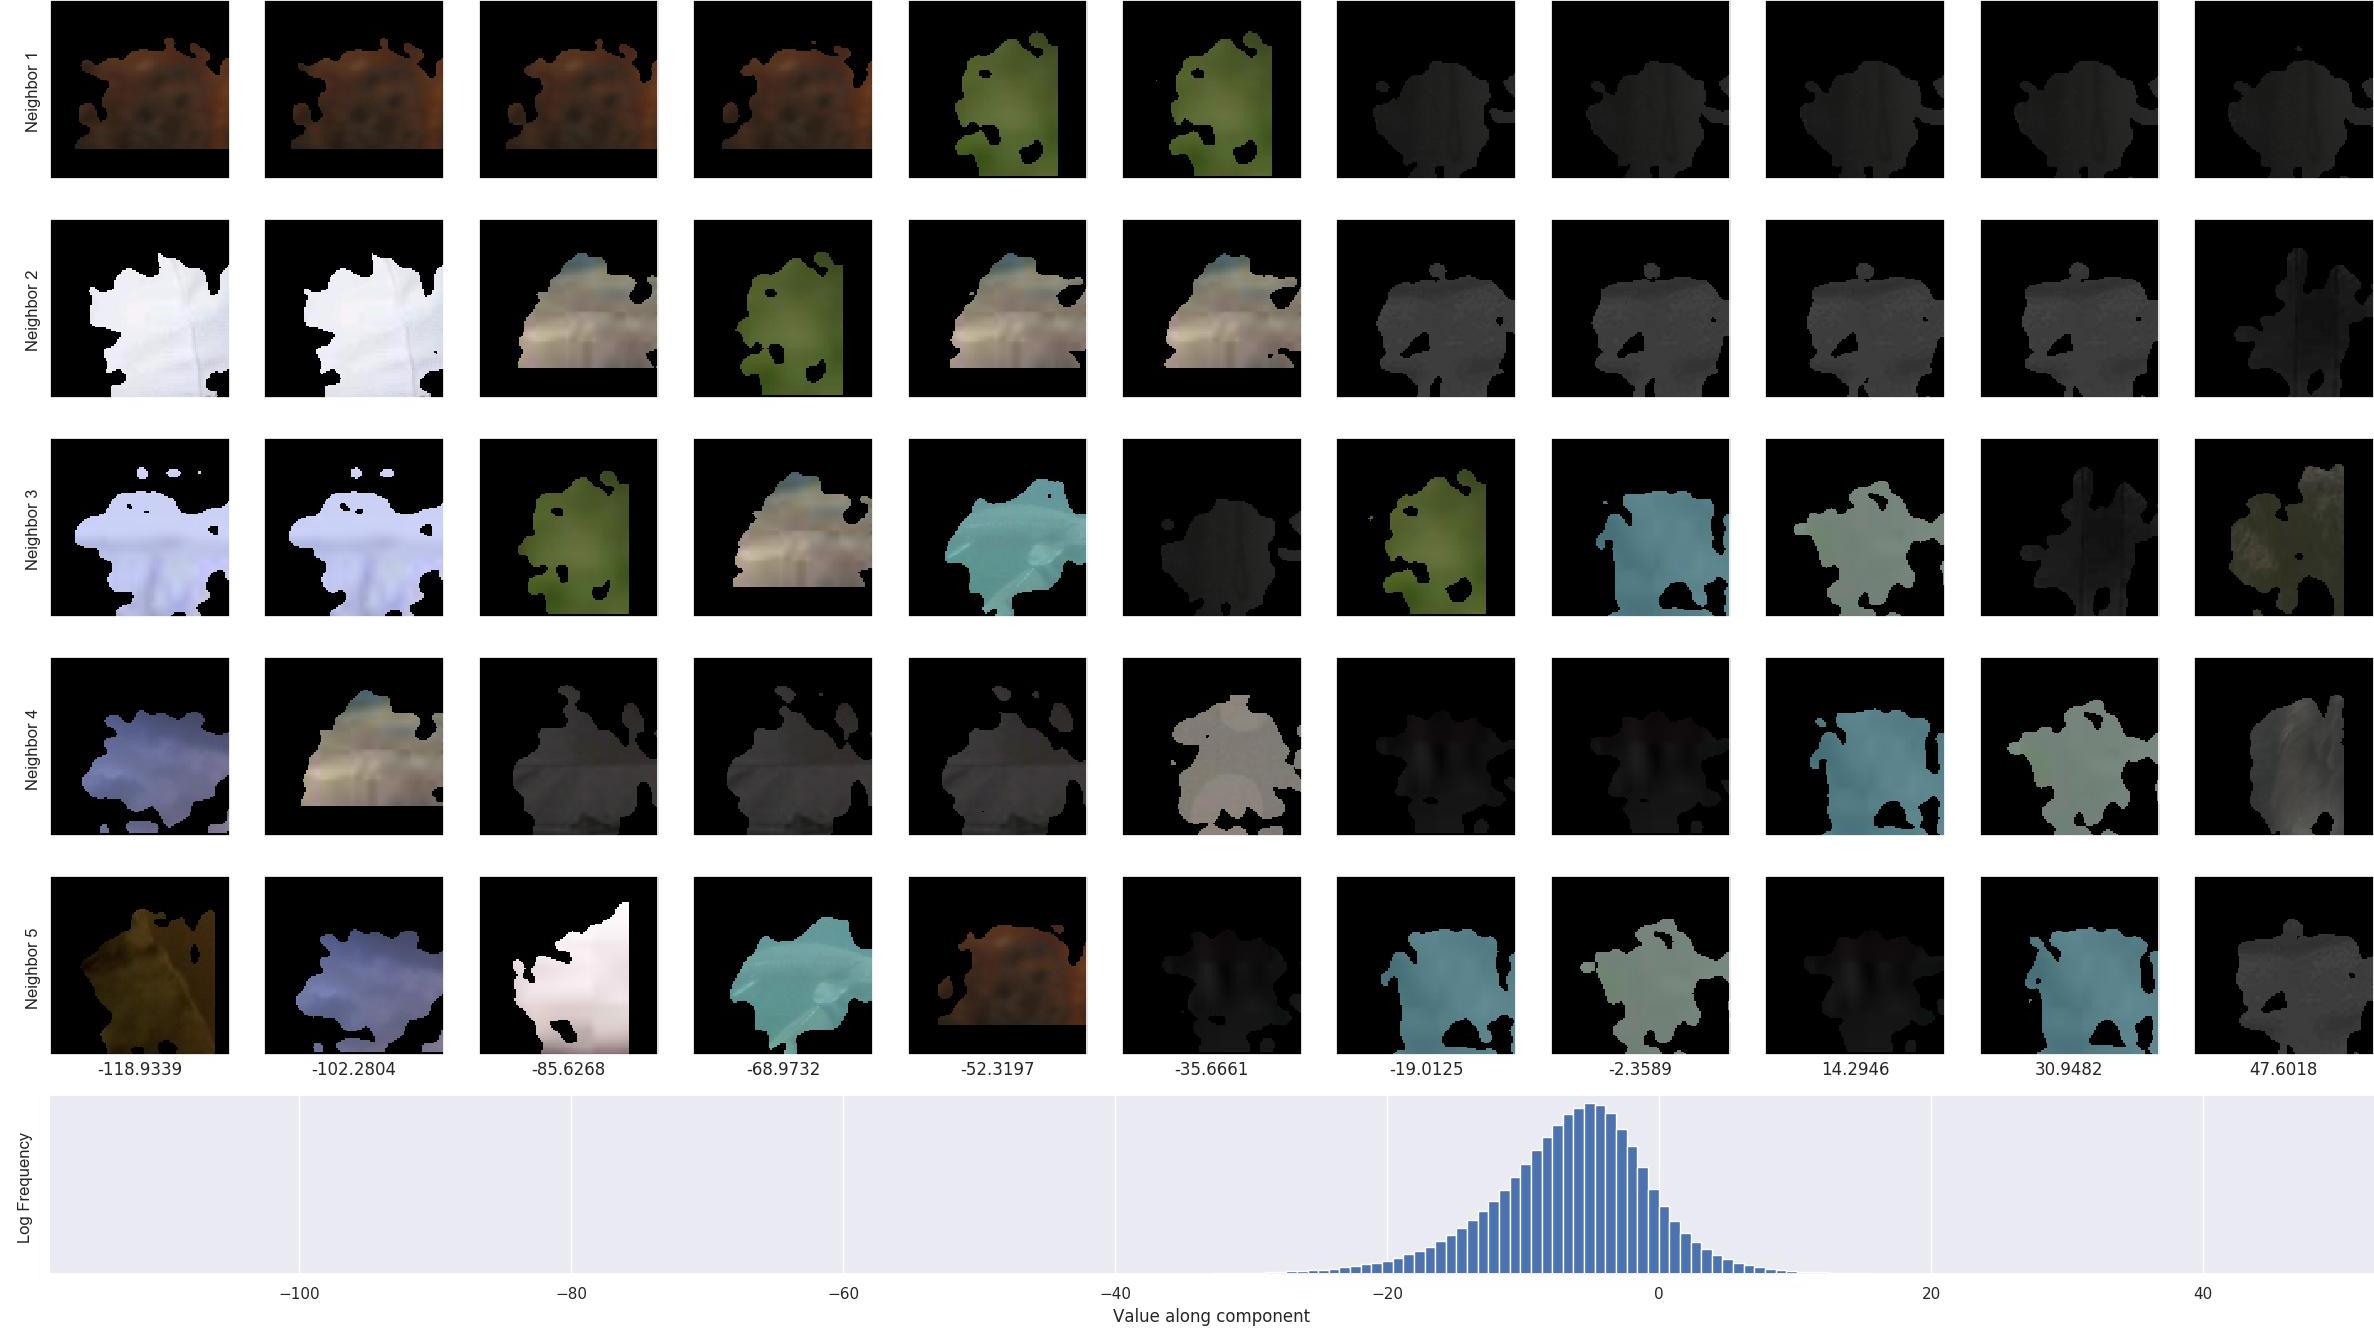 Neighbor 1
Neighbor 2
Neighbor 3
Neighbor 4
Neighbor 5
-118.9339 -102.2804 -85.6268 -68.9732 -52.3197 -35.6661 -19.0125 -2.3589 14.2946 30.9482 47.6018
Log Frequency
−100 −80 −60 −40 −20 0 20 40
Value along component